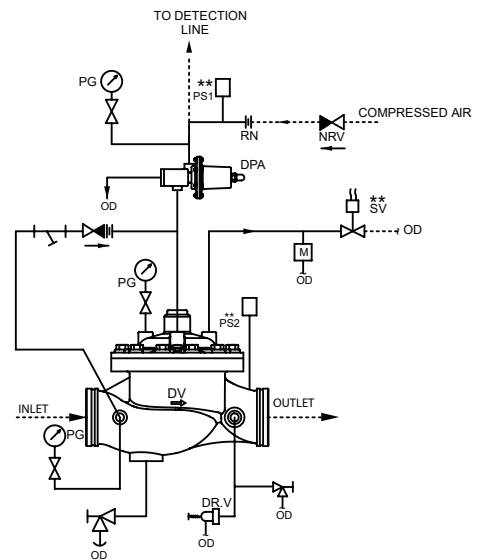 TO DETECTION
LINE
PG
**
PS1
COMPRESSED AIR
RN
NRV
DPA
OD
**
SV
OD
M
OD
PG
**
PS2
DV
INLET
OUTLET
PG
DR.V
OD
OD
OD